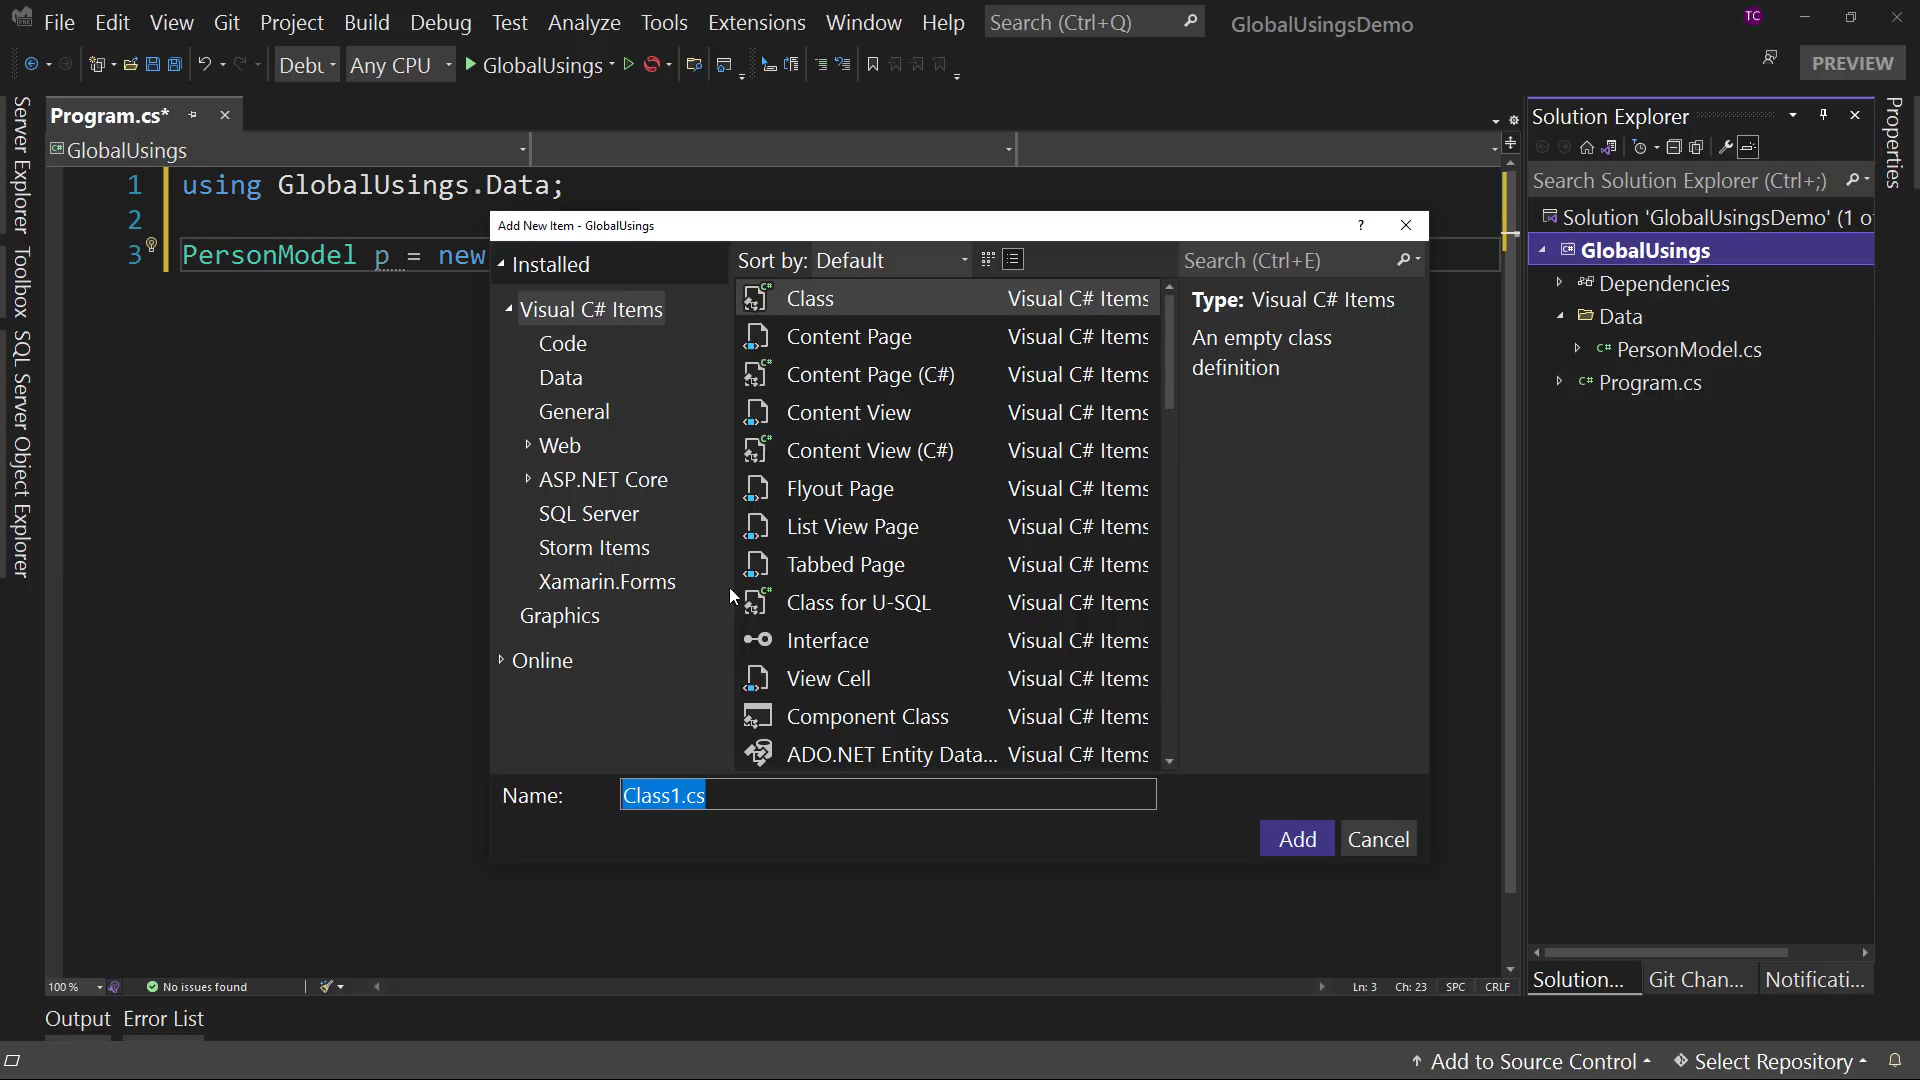 File Edit View Git Project Build Debug Test Analyze Tools Extensions Window Help Search (Ctrl+Q) GlobalUsingsDemo TC
Debu Any CPU GlobalUsings PREVIEW
Server Explorer
Toolbox
SQL Server Object Explorer
Program.cs*
GlobalUsings
1 using GlobalUsings.Data;
2
3 PersonModel p = new
Add New Item - GlobalUsings ?
Installed
Visual C# Items
Code
Data
General
Web
ASP.NET Core
SQL Server
Storm Items
Xamarin.Forms
Graphics
Online
Sort by: Default
Class Visual C# Items
Content Page Visual C# Items
Content Page (C#) Visual C# Items
Content View Visual C# Items
Content View (C#) Visual C# Items
Flyout Page Visual C# Items
List View Page Visual C# Items
Tabbed Page Visual C# Items
Class for U-SQL Visual C# Items
Interface Visual C# Items
View Cell Visual C# Items
Component Class Visual C# Items
ADO.NET Entity Data... Visual C# Items
Search (Ctrl+E)
Type: Visual C# Items
An empty class
definition
Name: Class1.cs
Add Cancel
Solution Explorer
Search Solution Explorer (Ctrl+;)
Solution 'GlobalUsingsDemo' (1 o
C# GlobalUsings
Dependencies
Data
C# PersonModel.cs
C# Program.cs
Solution... Git Chan... Notificati...
Properties
100 % No issues found Ln: 3 Ch: 23 SPC CRLF
Output Error List
Add to Source Control Select Repository